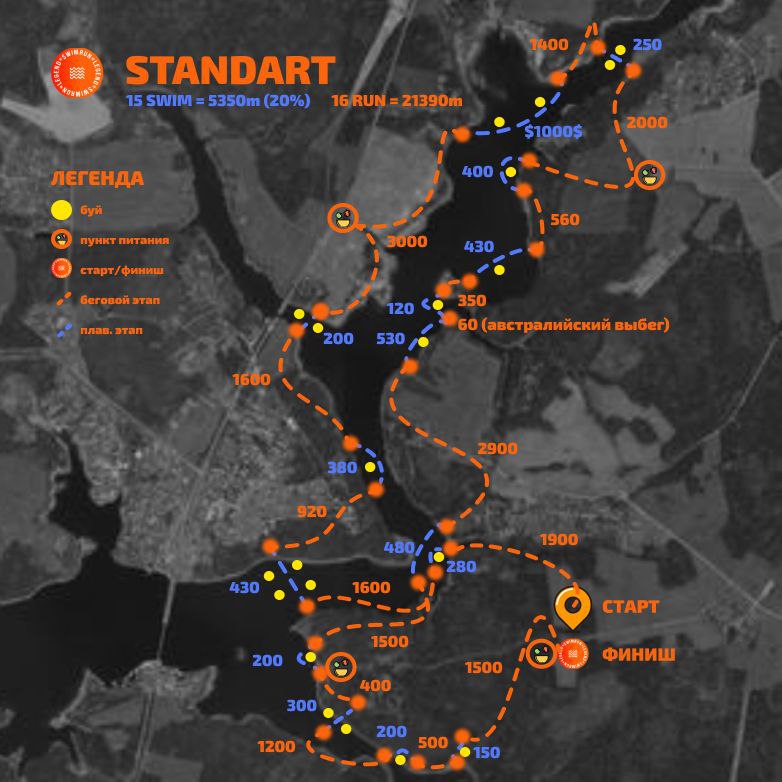 STANDART
15 SWIM = 5350m (20%) 16 RUN = 21390m
ЛЕГЕНДА
буй
пункт питания
старт/финиш
беговой этап
плав. этап
1400
250
$1000$
2000
400
560
3000
430
350
120
60 (австралийский выбег)
200
530
1600
2900
380
920
480
280
1900
430
1600
СТАРТ
1500
ФИНИШ
200
1500
400
300
200
500
1200
150